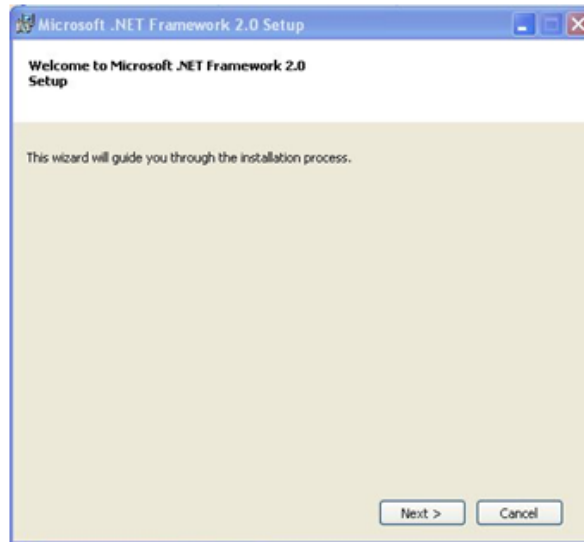 Microsoft .NET Framework 2.0 Setup
Welcome to Microsoft .NET Framework 2.0
Setup
This wizard will guide you through the installation process.
Next >
Cancel